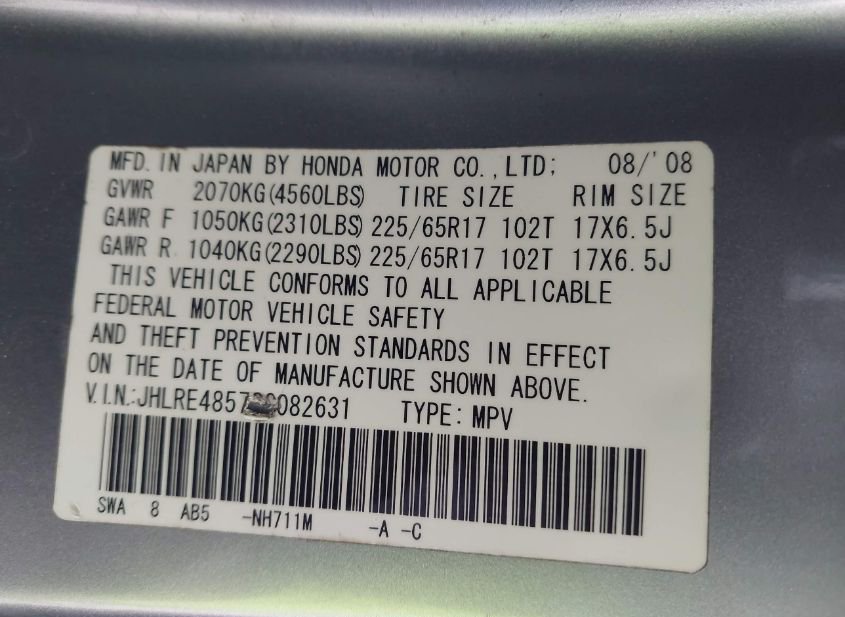 MFD. IN JAPAN BY HONDA MOTOR CO.,LTD; 08/'08
GVWR 2070KG(4560LBS) TIRE SIZE RIM SIZE
GAWR F 1050KG(2310LBS) 225/65R17 102T 17X6.5J
GAWR R 1040KG(2290LBS) 225/65R17 102T 17X6.5J
THIS VEHICLE CONFORMS TO ALL APPLICABLE
FEDERAL MOTOR VEHICLE SAFETY
AND THEFT PREVENTION STANDARDS IN EFFECT
ON THE DATE OF MANUFACTURE SHOWN ABOVE.
V.I.N.: TYPE: MPV
SWA 8 AB5 -NH711M -A -C